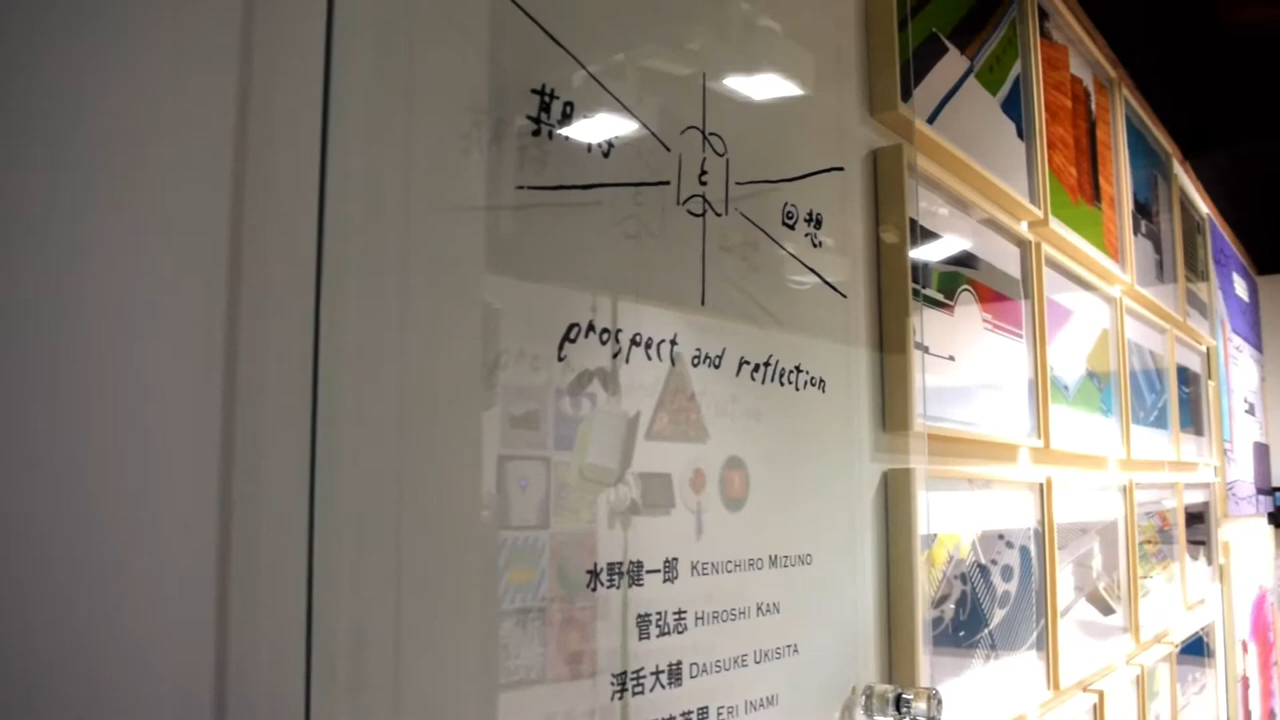 期待
と
回想
prospect and reflection
水野健一郎 KENICHIRO MIZUNO
管弘志 HIROSHI KAN
浮舌大輔 DAISUKE UKISITA
ERI INAMI